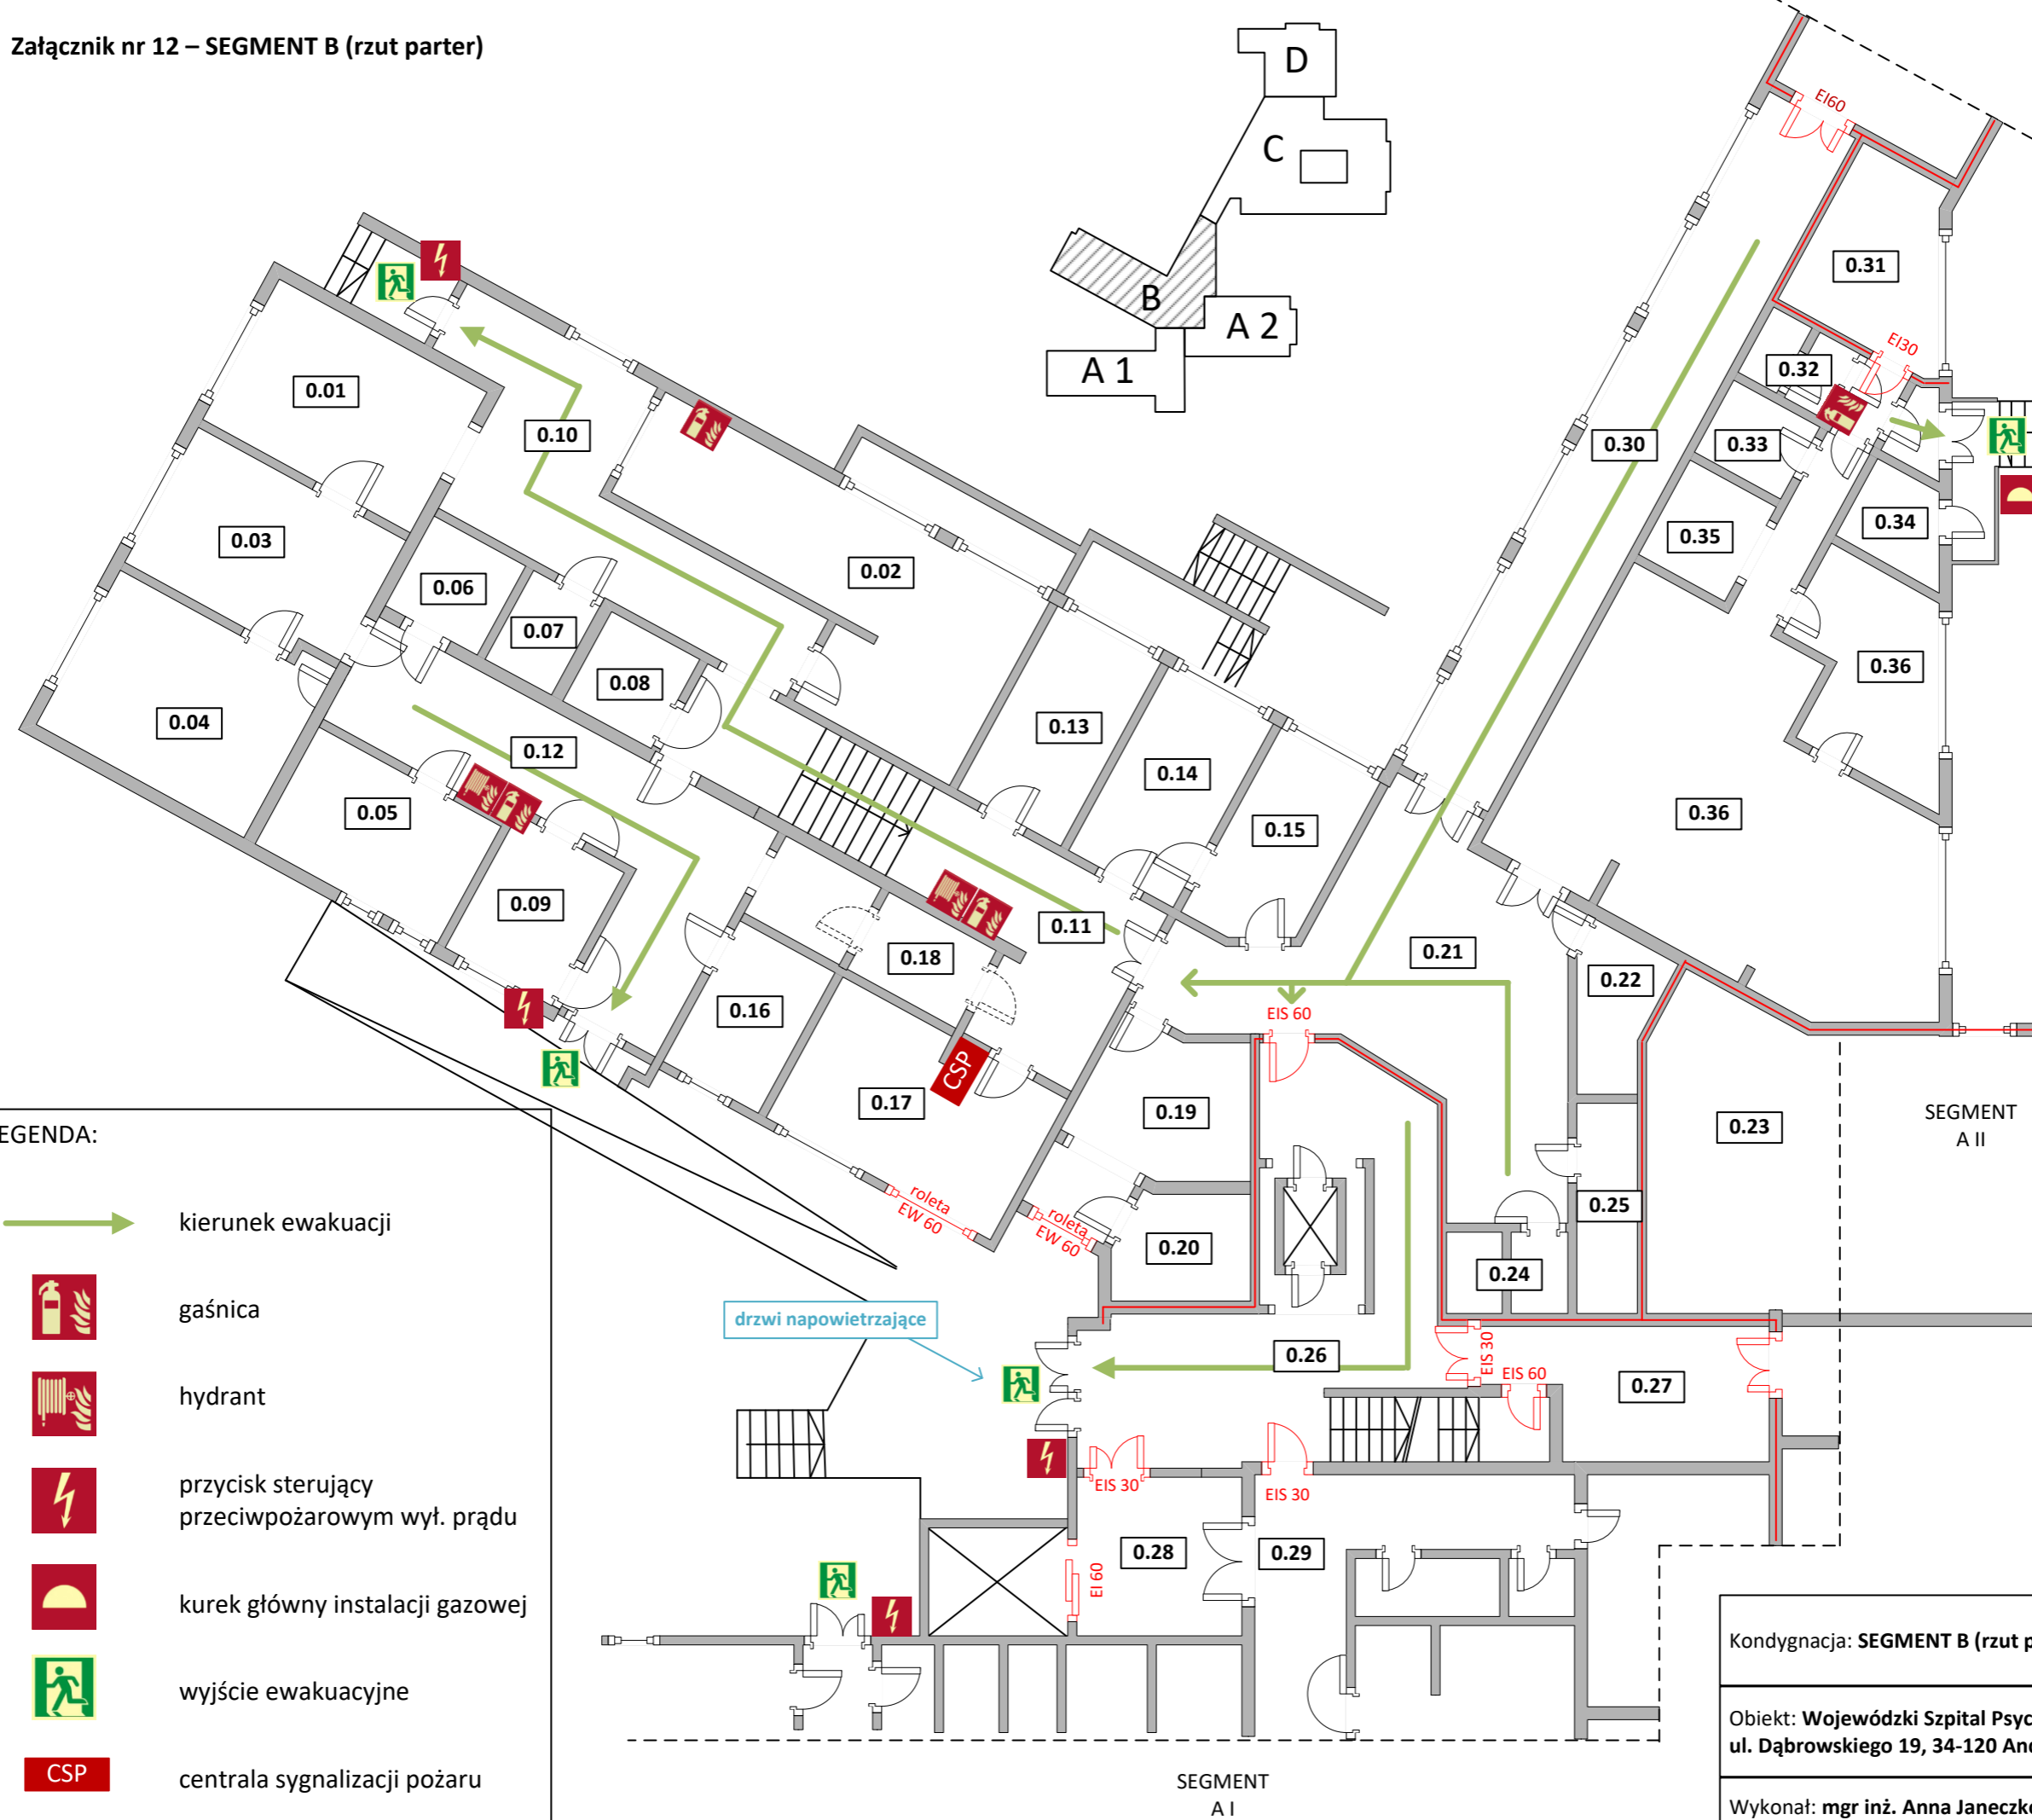 Załącznik nr 12 – SEGMENT B (rzut parter)
D
C
B
A 2
A 1
EI60
0.31
EI30
0.32
0.01
0.10
0.30
0.33
0.34
0.35
0.03
0.02
0.06
0.07
0.08
0.36
0.04
0.12
0.13
0.14
0.05
0.15
0.36
0.09
0.11
0.18
0.21
0.22
0.16
EIS 60
CSP
0.17
0.19
0.23
SEGMENT
A II
roleta
EW 60
roleta
EW 60
0.20
0.25
0.24
drzwi napowietrzające
0.26
EIS 30
EIS 60
0.27
EIS 30
EIS 30
0.28
0.29
EI 60
SEGMENT
A I
EGENDA:
kierunek ewakuacji
gaśnica
hydrant
przycisk sterujący
przeciwpożarowym wył. prądu
kurek główny instalacji gazowej
wyjście ewakuacyjne
CSP centrala sygnalizacji pożaru
Kondygnacja: SEGMENT B (rzut p
Obiekt: Wojewódzki Szpital Psyc
ul. Dąbrowskiego 19, 34-120 And
Wykonał: mgr inż. Anna Janeczk